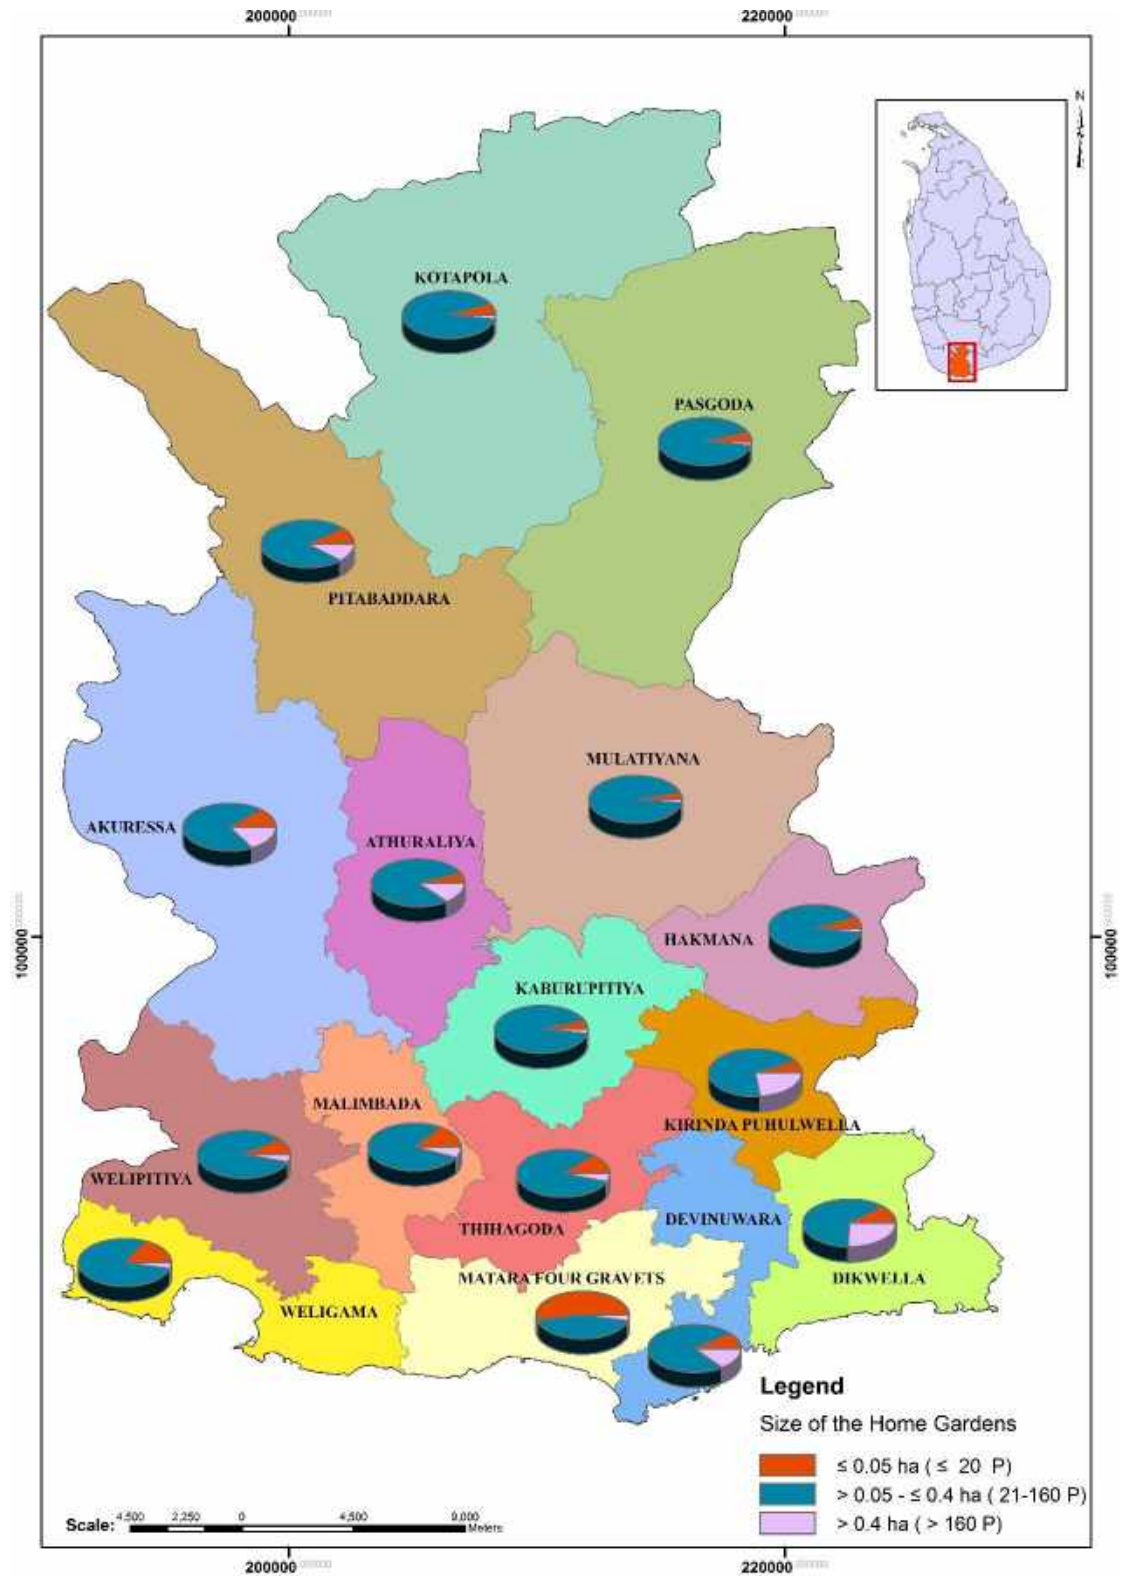 200000
220000
N
KOTAPOLA
PASGODA
PITABADDARA
MULATIYANA
AKURESSA
ATHURALIYA
HAKMANA
100000
100000
KABURUPITIYA
MALIMBADA
KIRINDA PUHULWELLA
WELIPITIYA
DEVINUWARA
THIHAGODA
MATARA FOUR GRAVETS
DIKWELLA
WELIGAMA
Legend
Size of the Home Gardens
≤ 0.05 ha ( ≤ 20 P)
> 0.05 - ≤ 0.4 ha ( 21-160 P)
> 0.4 ha ( > 160 P)
Scale: 4,500 2,250 0 4,500 9,000
Meters
200000
220000